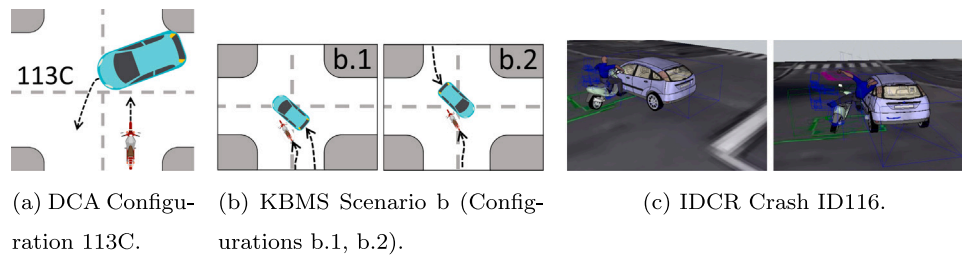 113C
b.1
b.2
(a) DCA Configu-
ration 113C.
(b) KBMS Scenario b (Config-
urations b.1, b.2).
(c) IDCR Crash ID116.